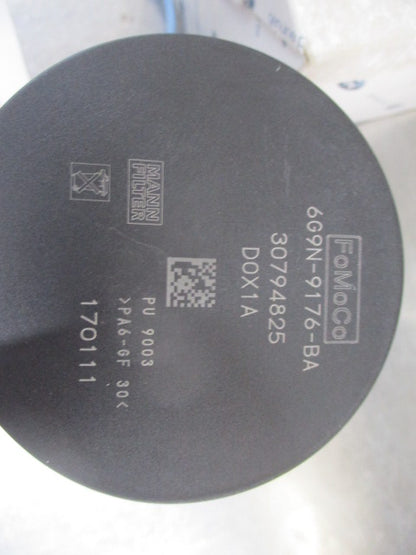 FoMoCo
6G9N-9176-BA
30794825
D0X1A
MANN
FILTER
PU 9003
>PA6-GF 30<
170111